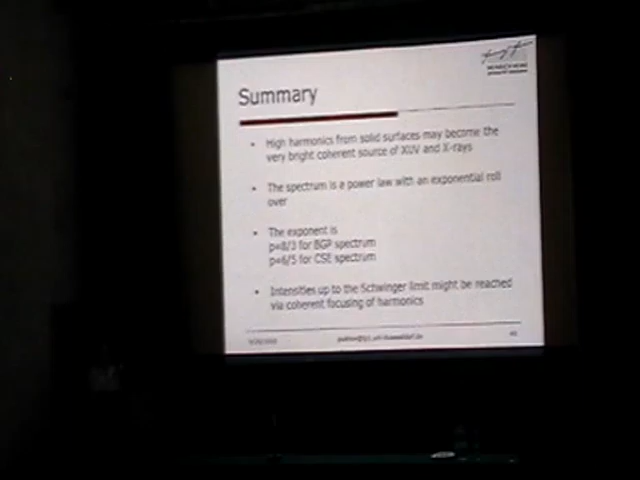 Summary
• High harmonics from solid surfaces may become the
very bright coherent source of XUV and X-rays
• The spectrum is a power law with an exponential roll
over
• The exponent is
p=8/3 for BGP spectrum
p=6/5 for CSE spectrum
• Intensities up to the Schwinger limit might be reached
via coherent focusing of harmonics